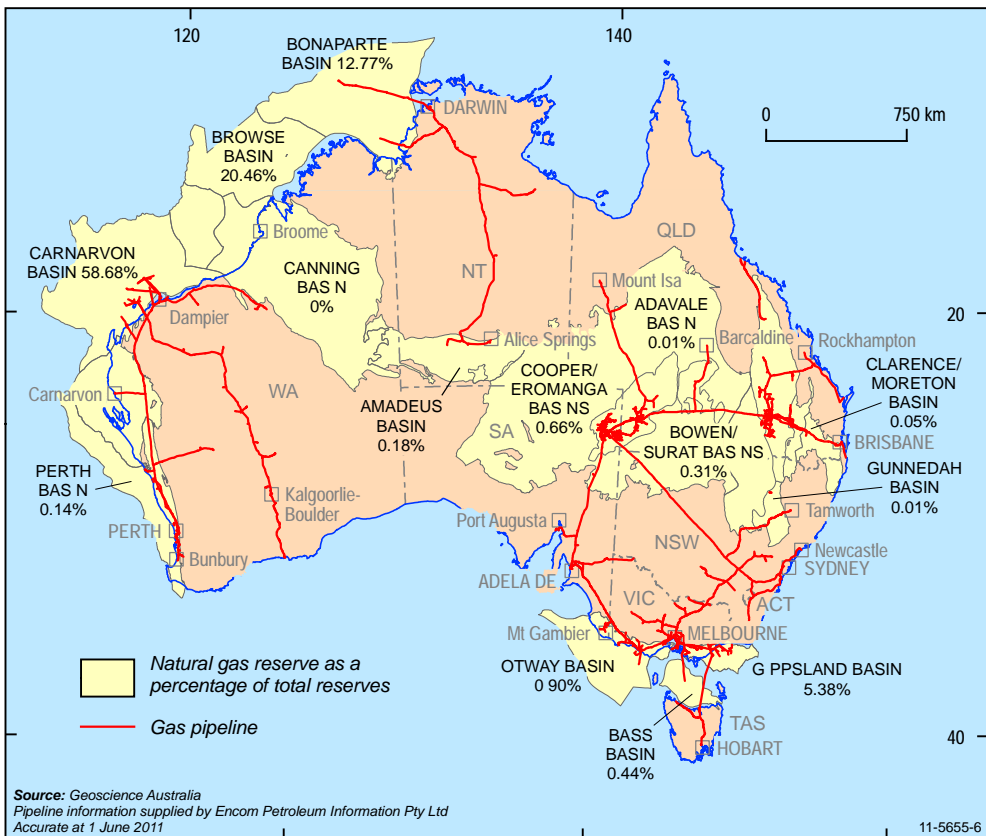 120
140
BONAPARTE
BASIN 12.77%
DARWIN
0
750 km
BROWSE
BASIN
20.46%
Broome
QLD
CARNARVON
BASIN 58.68%
CANNING
BAS N
0%
NT
Mount Isa
ADAVALE
BAS N
0.01%
20
Dampier
Alice Springs
Barcaldine
Rockhampton
COOPER/
EROMANGA
BAS NS
0.66%
CLARENCE/
MORETON
BASIN
0.05%
Carnarvon
WA
AMADEUS
BASIN
0.18%
SA
BOWEN/
SURAT BAS NS
0.31%
BRISBANE
PERTH
BAS N
0.14%
GUNNEDAH
BASIN
0.01%
Kalgoorlie-
Boulder
Port Augusta
Tamworth
PERTH
NSW
Newcastle
SYDNEY
Bunbury
ADELA DE
VIC
ACT
Mt Gambier
MELBOURNE
OTWAY BASIN
0 90%
G PPSLAND BASIN
5.38%
Natural gas reserve as a
percentage of total reserves
Gas pipeline
BASS
BASIN
0.44%
TAS
HOBART
40
Source: Geoscience Australia
Pipeline information supplied by Encom Petroleum Information Pty Ltd
Accurate at 1 June 2011
11-5655-6